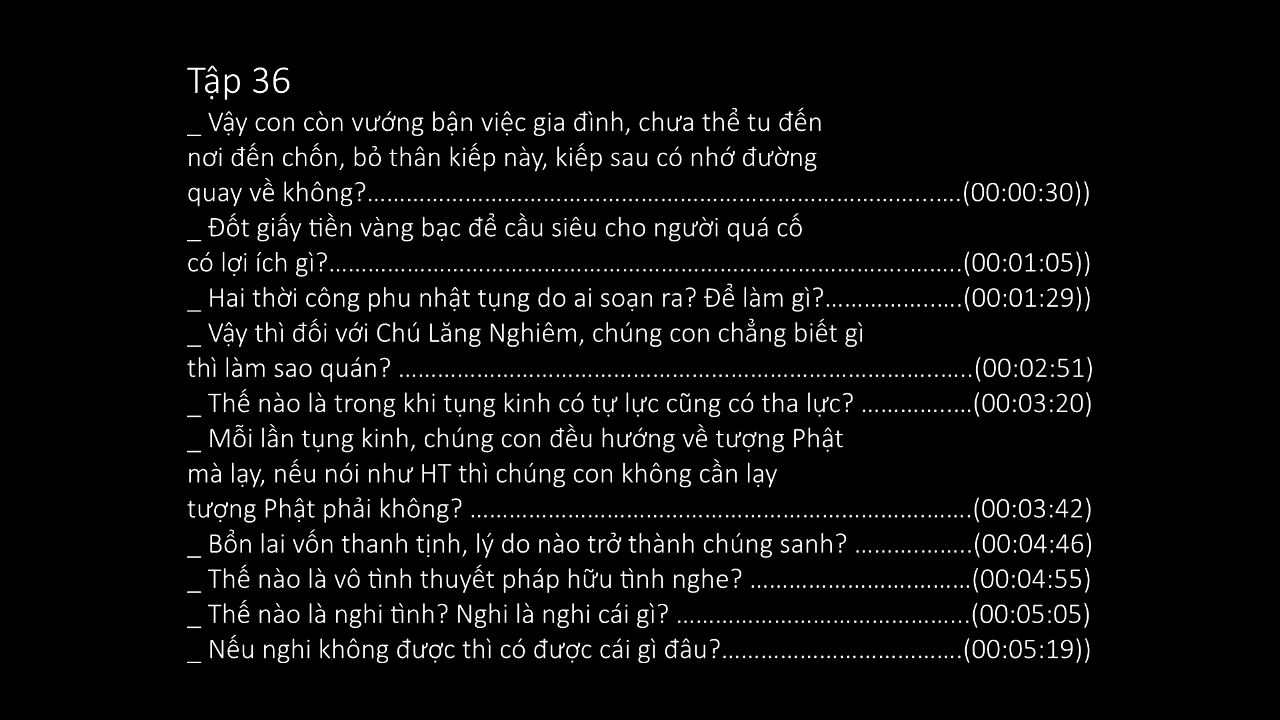 Tập 36
_ Vậy con còn vướng bận việc gia đình, chưa thể tu đến
nơi đến chốn, bỏ thân kiếp này, kiếp sau có nhớ đường
quay về không?……………………………………………………………………………….….(00:00:30))
_ Đốt giấy tiền vàng bạc để cầu siêu cho người quá cố
có lợi ích gì?…………………………………………………………………………….……..(00:01:05))
_ Hai thời công phu nhật tụng do ai soạn ra? Để làm gì?…………………(00:01:29))
_ Vậy thì đối với Chú Lăng Nghiêm, chúng con chẳng biết gì
thì làm sao quán? ……………………………………………………………………….…...(00:02:51)
_ Thế nào là trong khi tụng kinh có tự lực cũng có tha lực? …………….…(00:03:20)
_ Mỗi lần tụng kinh, chúng con đều hướng về tượng Phật
mà lạy, nếu nói như HT thì chúng con không cần lạy
tượng Phật phải không? …………………………………………………………………..(00:03:42)
_ Bổn lai vốn thanh tịnh, lý do nào trở thành chúng sanh? ………………..(00:04:46)
_ Thế nào là vô tình thuyết pháp hữu tình nghe? …………………………….(00:04:55)
_ Thế nào là nghi tình? Nghi là nghi cái gì? ……………………………………...(00:05:05)
_ Nếu nghi không được thì có được cái gì đâu?……………………………….(00:05:19))